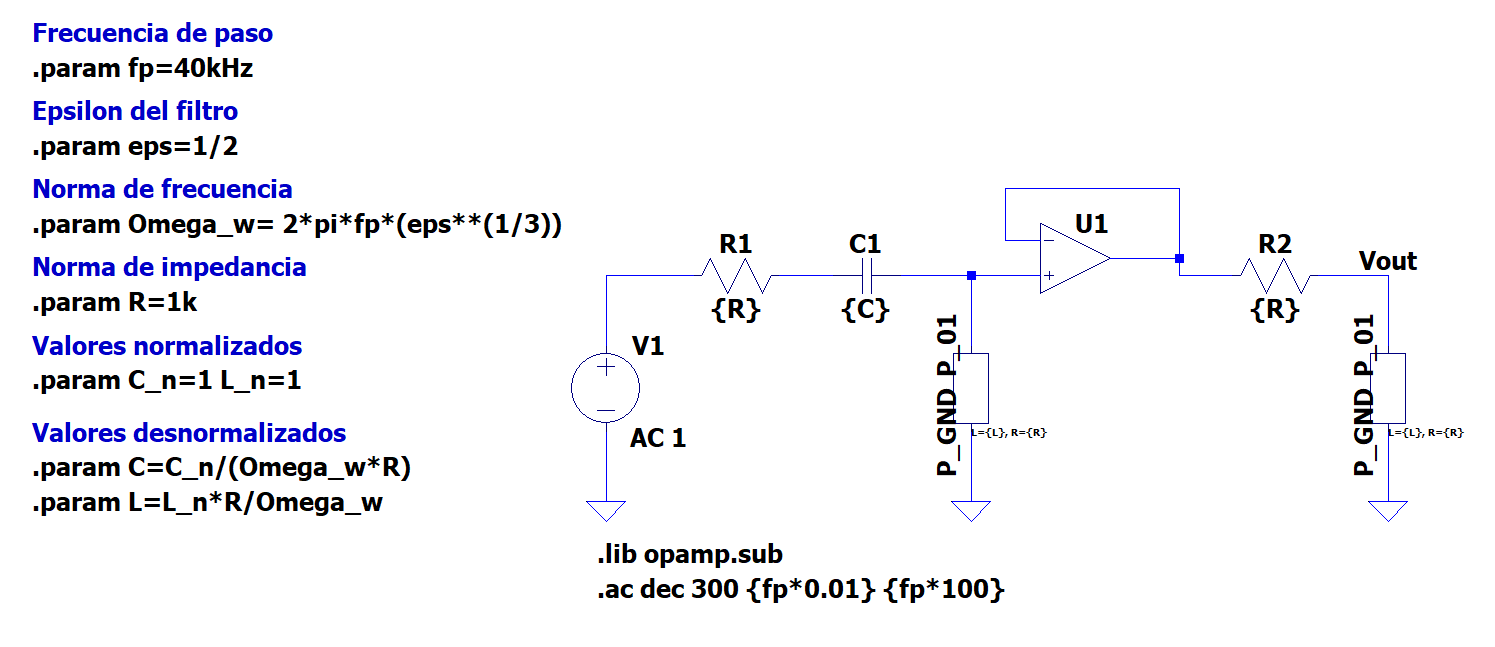 Frecuencia de paso
.param fp=40kHz
Epsilon del filtro
.param eps=1/2
Norma de frecuencia
.param Omega_w= 2*pi*fp*(eps**(1/3))
Norma de impedancia
.param R=1k
Valores normalizados
.param C_n=1 L_n=1
Valores desnormalizados
.param C=C_n/(Omega_w*R)
.param L=L_n*R/Omega_w
V1
AC 1
R1
{R}
C1
{C}
P_GND_P_01
L={L}, R={R}
U1
R2
{R}
Vout
P_GND_P_01
L={L}, R={R}
.lib opamp.sub
.ac dec 300 {fp*0.01} {fp*100}